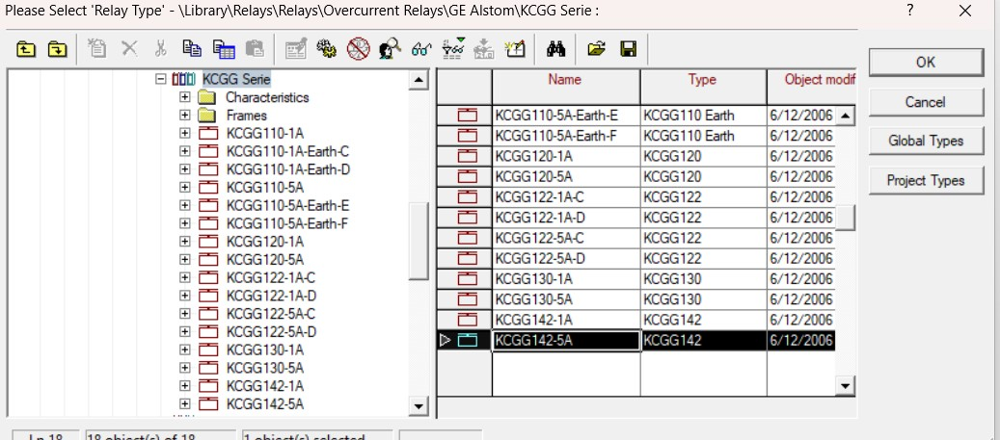 Please Select 'Relay Type' - \Library\Relays\Relays\Overcurrent Relays\GE Alstom\KCGG Serie :
?
OK
Cancel
Global Types
Project Types
KCGG Serie
Characteristics
Frames
KCGG110-1A
KCGG110-1A-Earth-C
KCGG110-1A-Earth-D
KCGG110-5A
KCGG110-5A-Earth-E
KCGG110-5A-Earth-F
KCGG120-1A
KCGG120-5A
KCGG122-1A-C
KCGG122-1A-D
KCGG122-5A-C
KCGG122-5A-D
KCGG130-1A
KCGG130-5A
KCGG142-1A
KCGG142-5A
Name Type Object modif
KCGG110-5A-Earth-E KCGG110 Earth 6/12/2006
KCGG110-5A-Earth-F KCGG110 Earth 6/12/2006
KCGG120-1A KCGG120 6/12/2006
KCGG120-5A KCGG120 6/12/2006
KCGG122-1A-C KCGG122 6/12/2006
KCGG122-1A-D KCGG122 6/12/2006
KCGG122-5A-C KCGG122 6/12/2006
KCGG122-5A-D KCGG122 6/12/2006
KCGG130-1A KCGG130 6/12/2006
KCGG130-5A KCGG130 6/12/2006
KCGG142-1A KCGG142 6/12/2006
KCGG142-5A KCGG142 6/12/2006
Ln 18 18 object(s) of 18 1 object(s) selected